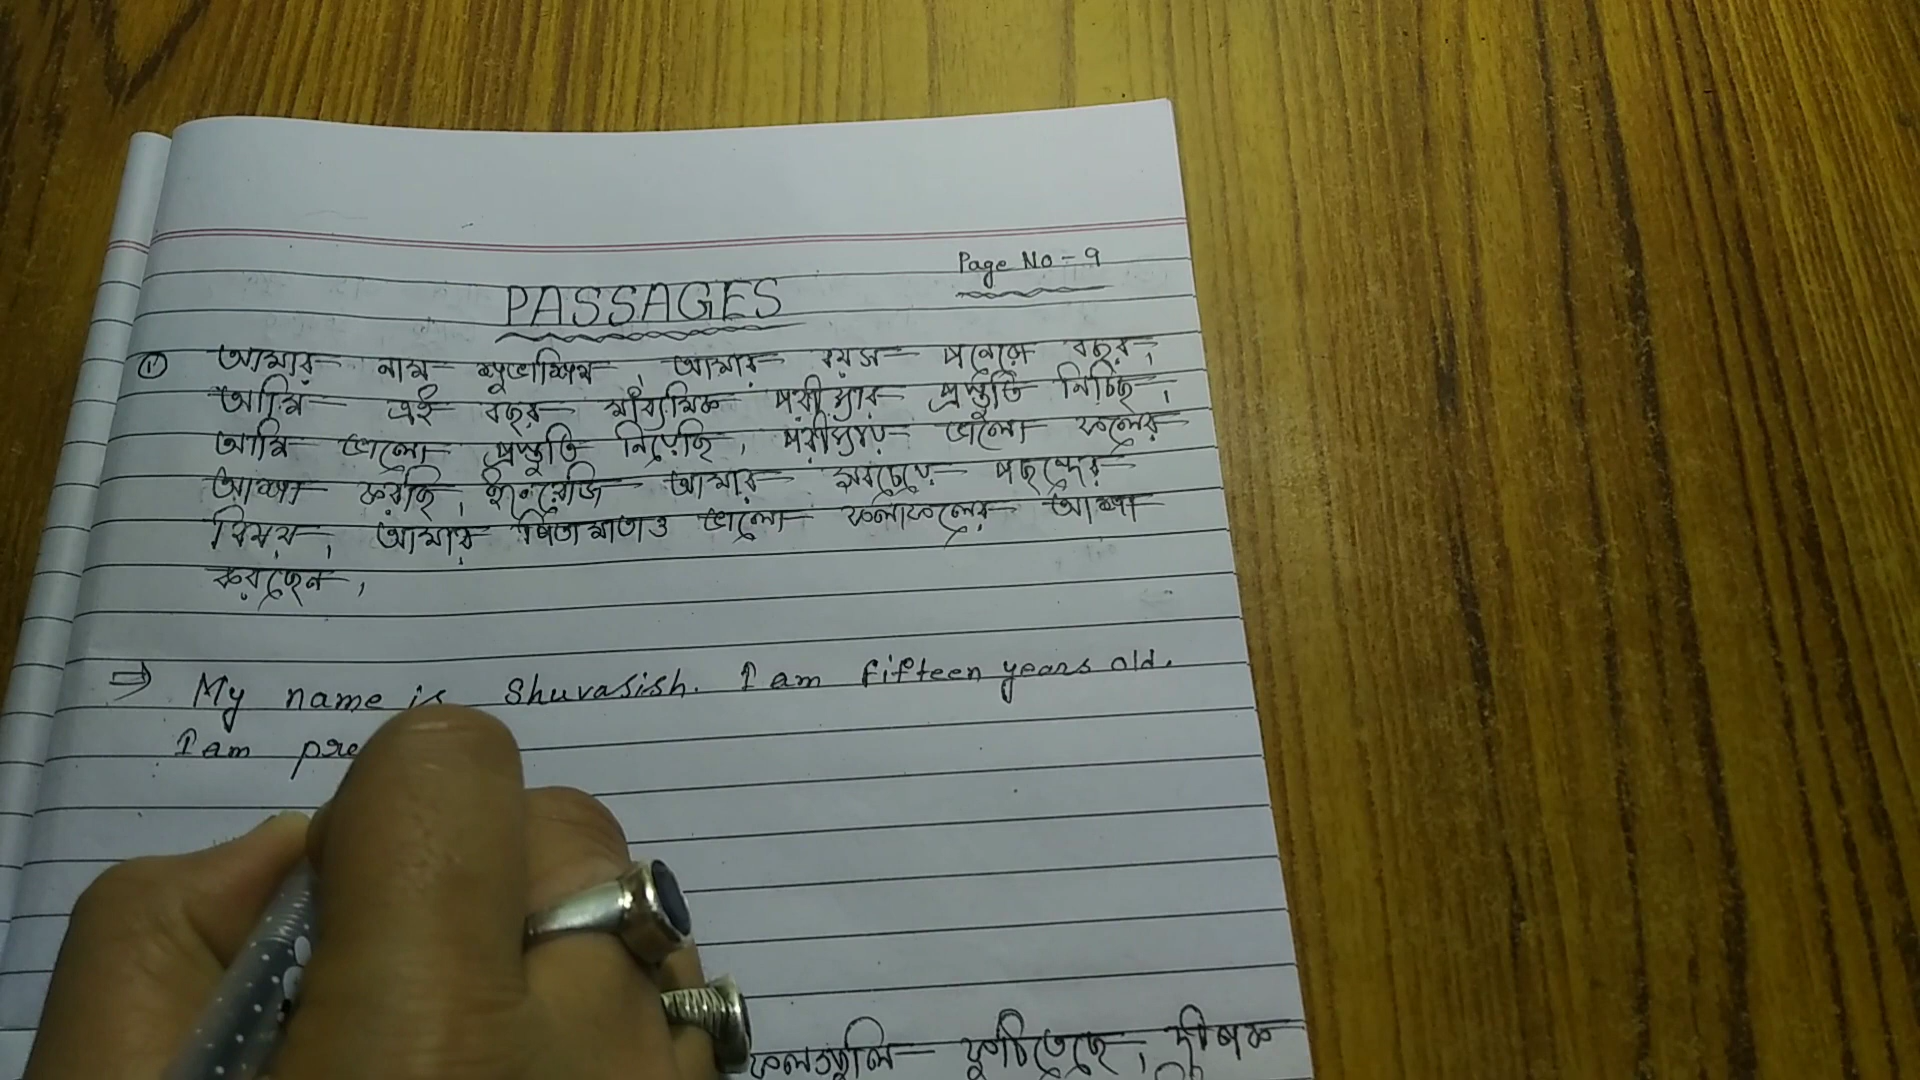 Page No - 9
PASSAGES
① আমার নাম শুভাশিষ, আমার বয়স পনেরো বছর,
আমি এই বছর মাধ্যমিক পরীক্ষার প্রস্তুতি নিচ্ছি,
আমি ভালো প্রস্তুতি নিয়েছি, পরীক্ষায় ভালো ফলের
আশা করছি, ইংরেজি আমার সবচেয়ে পছন্দের
বিষয়, আমার পিতামাতাও ভালো ফলাফলের আশা
করছেন,
⇒ My name is Shuvasish. I am fifteen years old.
I am pre
ফলগুলি